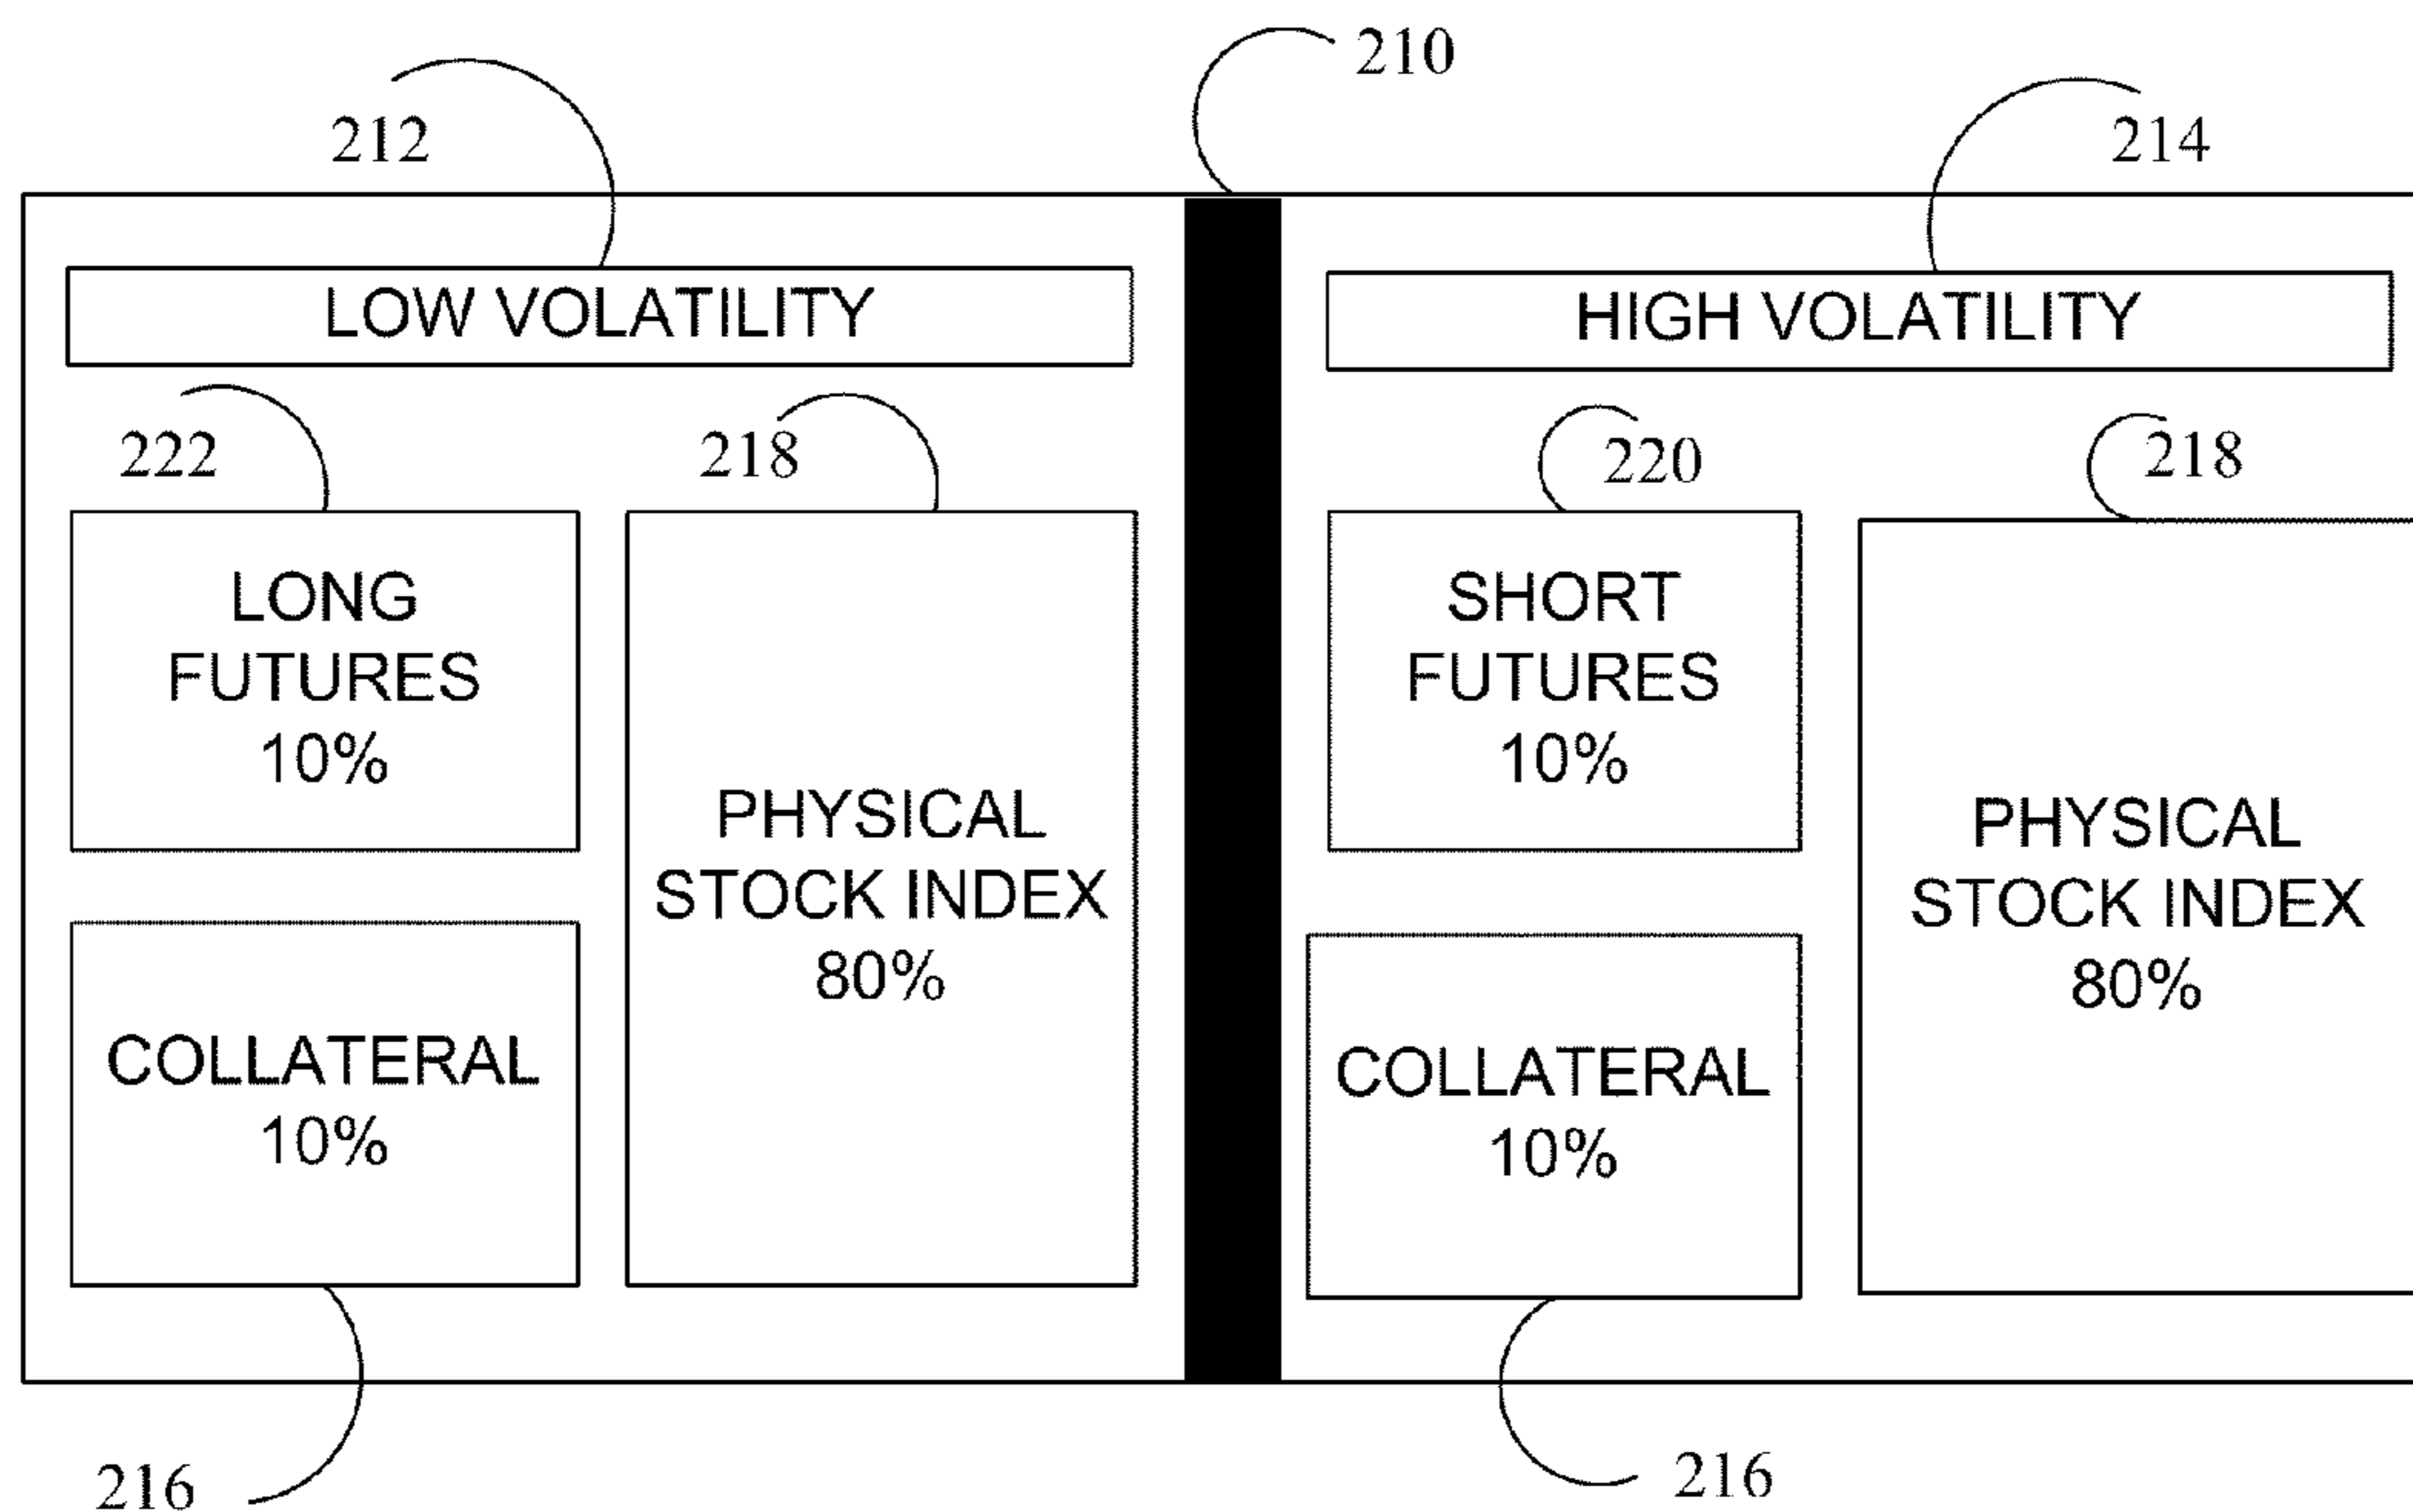 210
212
214
LOW VOLATILITY
HIGH VOLATILITY
222
218
220
218
LONG
FUTURES
10%
PHYSICAL
STOCK INDEX
80%
COLLATERAL
10%
SHORT
FUTURES
10%
PHYSICAL
STOCK INDEX
80%
COLLATERAL
10%
216
216